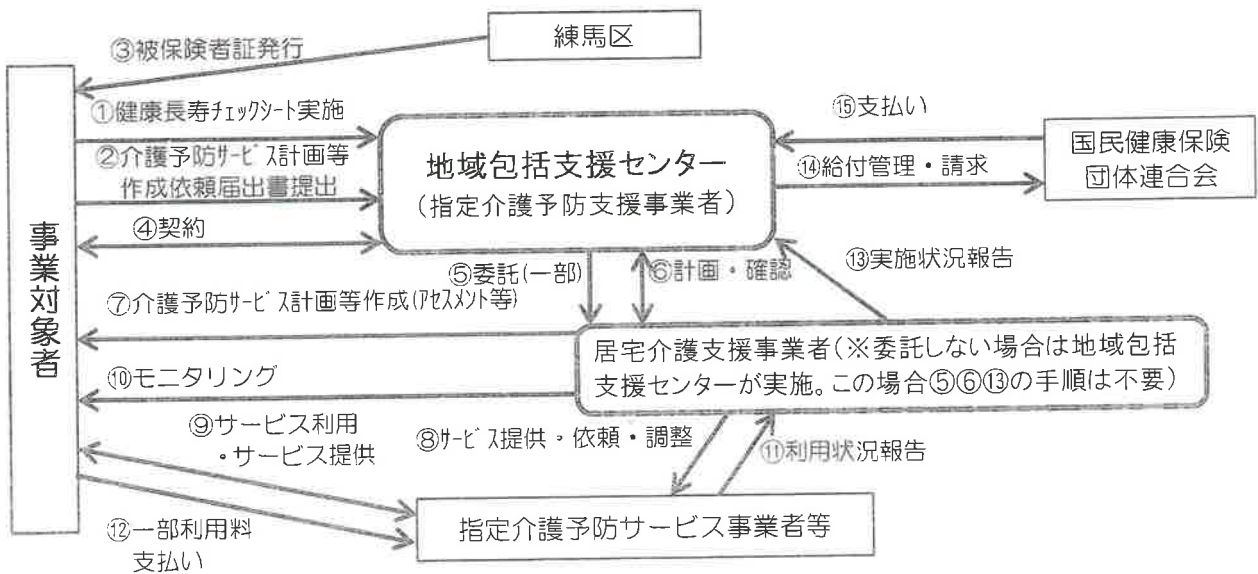 練馬区
③被保険者証発行
①健康長寿チェックシート実施
②介護予防サービス計画等
作成依頼届出書提出
④契約
事業対象者
地域包括支援センター
(指定介護予防支援事業者)
⑮支払い
⑭給付管理・請求
国民健康保険
団体連合会
⑤委託(一部)
⑥計画・確認
⑬実施状況報告
⑦介護予防サービス計画等作成(アセスメント等)
居宅介護支援事業者(※委託しない場合は地域包括
支援センターが実施。この場合⑤⑥⑬の手順は不要)
⑩モニタリング
⑨サービス利用
・サービス提供
⑧サービス提供・依頼・調整
⑪利用状況報告
指定介護予防サービス事業者等
⑫一部利用料
支払い